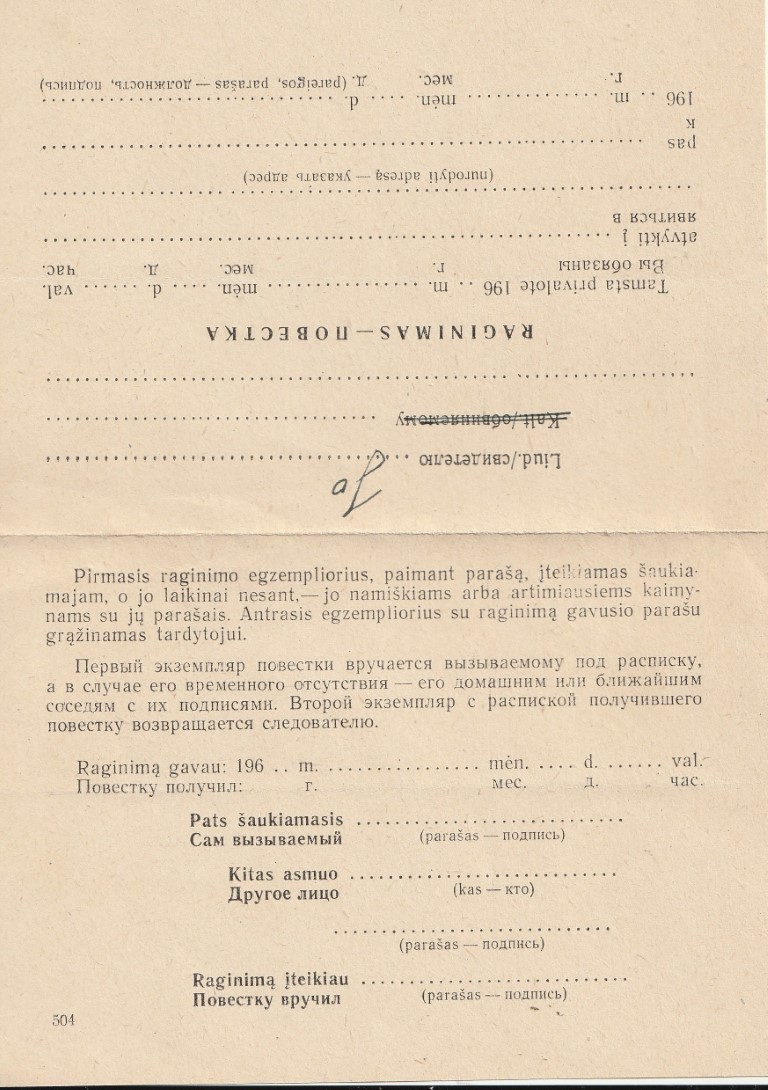 Liud./свидетелю ........................................
Kalt./обвиняемому ........................................
................................................................
RAGINIMAS — ПОВЕСТКА
Tamsta privalote 196 .. m. .................. mėn. .... d. ...... val.
Вы обязаны г. мес. д. час.
atvykti į ................................................................
явиться в
................................................................
(nurodyti adresą — указать адрес)
pas ................................................................
к
196 .. m. .................. mėn. .... d. ..............................
г. мес. д. (pareigos, parašas — должность, подпись)
Pirmasis raginimo egzempliorius, paimant parašą, įteikiamas šaukia-
majam, o jo laikinai nesant,— jo namiškiams arba artimiausiems kaimy-
nams su jų parašais. Antrasis egzempliorius su raginimą gavusio parašu
grąžinamas tardytojui.
Первый экземпляр повестки вручается вызываемому под расписку,
а в случае его временного отсутствия — его домашним или ближайшим
соседям с их подписями. Второй экземпляр с распиской получившего
повестку возвращается следователю.
Raginimą gavau: 196 .. m. .................. mėn. .... d. ...... val.
Повестку получил: г. мес. д. час.
Pats šaukiamasis ..............................
Сам вызываемый (parašas — подпись)
Kitas asmuo ..............................
Другое лицо (kas — кто)
..............................
(parašas — подпись)
Raginimą įteikiau ..............................
Повестку вручил (parašas — подпись)
504